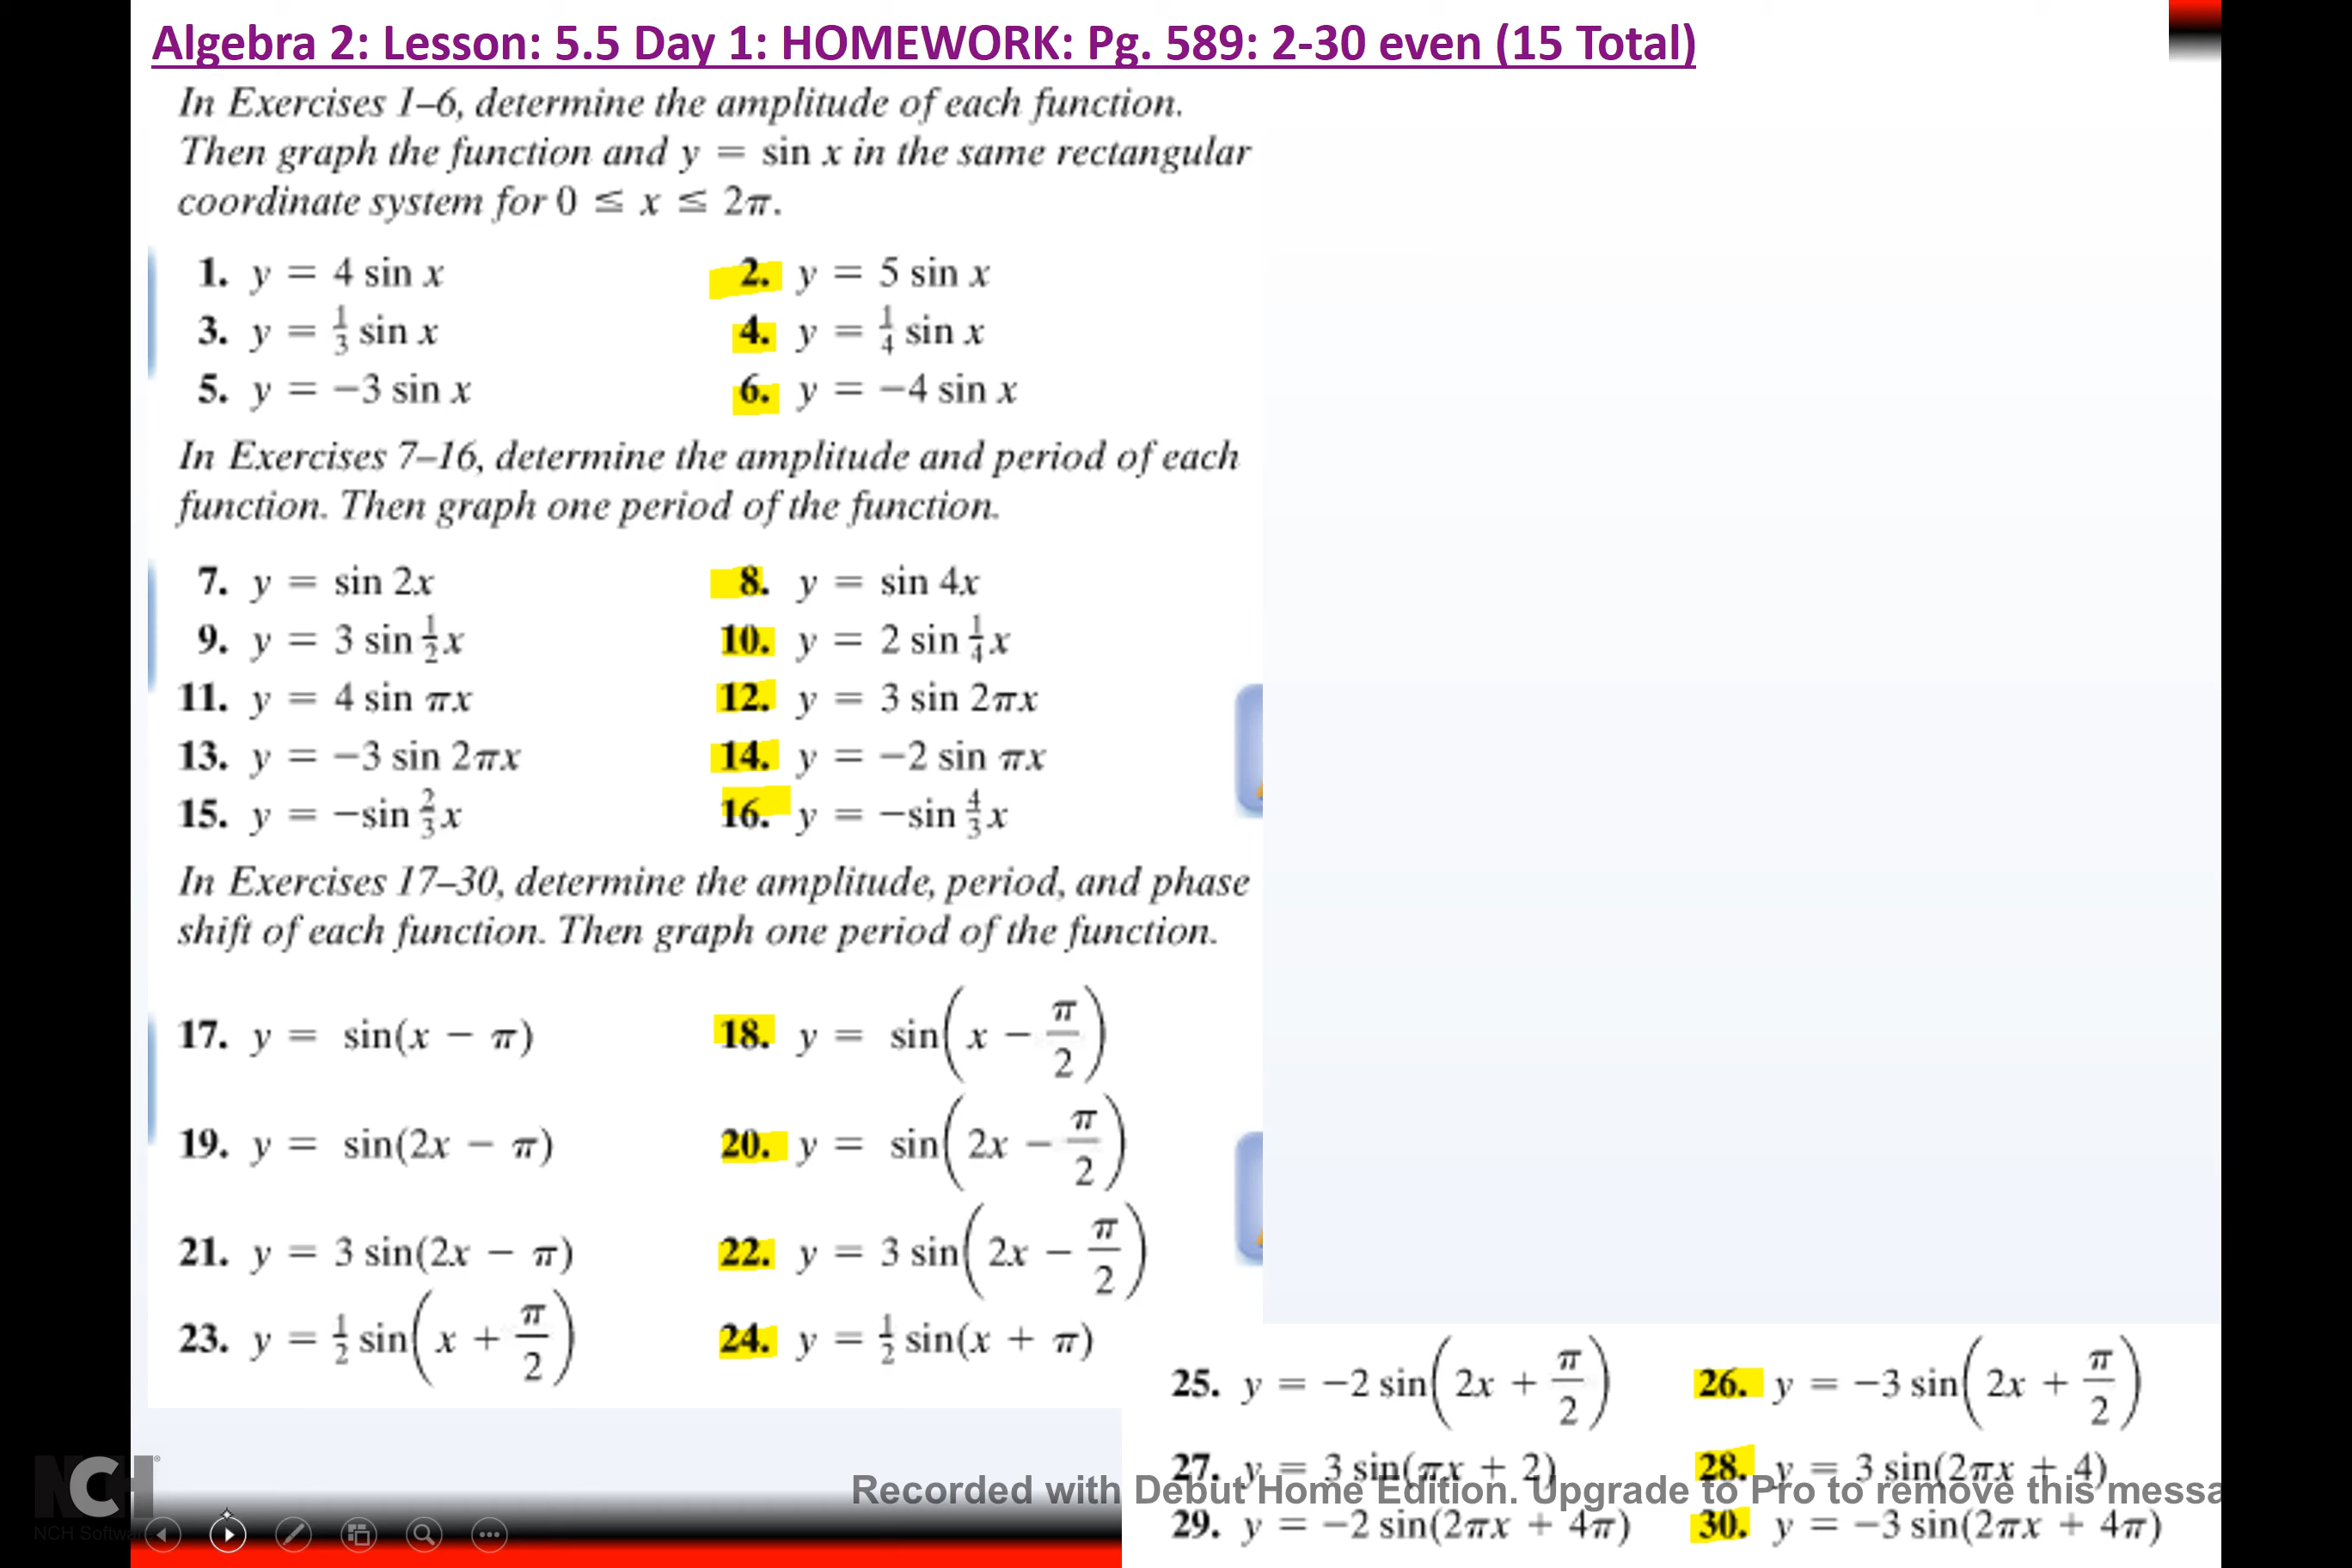 Algebra 2: Lesson: 5.5 Day 1: HOMEWORK: Pg. 589: 2-30 even (15 Total)
In Exercises 1–6, determine the amplitude of each function.
Then graph the function and y = sin x in the same rectangular
coordinate system for 0 ≤ x ≤ 2π.
1. y = 4 sin x
2. y = 5 sin x
3. y = 1/3 sin x
4. y = 1/4 sin x
5. y = −3 sin x
6. y = −4 sin x
In Exercises 7–16, determine the amplitude and period of each
function. Then graph one period of the function.
7. y = sin 2x
8. y = sin 4x
9. y = 3 sin 1/2 x
10. y = 2 sin 1/4 x
11. y = 4 sin πx
12. y = 3 sin 2πx
13. y = −3 sin 2πx
14. y = −2 sin πx
15. y = −sin 2/3 x
16. y = −sin 4/3 x
In Exercises 17–30, determine the amplitude, period, and phase
shift of each function. Then graph one period of the function.
17. y = sin(x − π)
18. y = sin(x − π/2)
19. y = sin(2x − π)
20. y = sin(2x − π/2)
21. y = 3 sin(2x − π)
22. y = 3 sin(2x − π/2)
23. y = 1/2 sin(x + π/2)
24. y = 1/2 sin(x + π)
25. y = −2 sin(2x + π/2)
26. y = −3 sin(2x + π/2)
27. y = 3 sin(πx + 2)
28. y = 3 sin(2πx + 4)
29. y = −2 sin(2πx + 4π)
30. y = −3 sin(2πx + 4π)
Recorded with Debut Home Edition. Upgrade to Pro to remove this messa
NCH
NCH Softwa